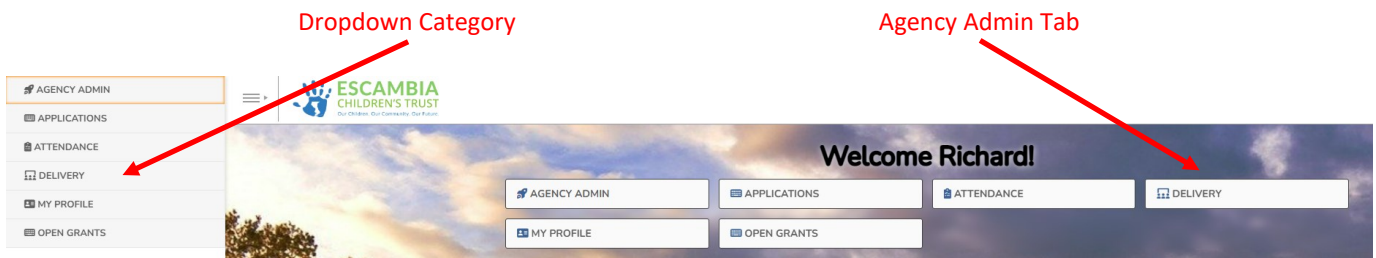 Dropdown Category
Agency Admin Tab
AGENCY ADMIN
APPLICATIONS
ATTENDANCE
DELIVERY
MY PROFILE
OPEN GRANTS
ESCAMBIA
CHILDREN'S TRUST
Our Children. Our Community. Our Future.
Welcome Richard!
AGENCY ADMIN
APPLICATIONS
ATTENDANCE
DELIVERY
MY PROFILE
OPEN GRANTS